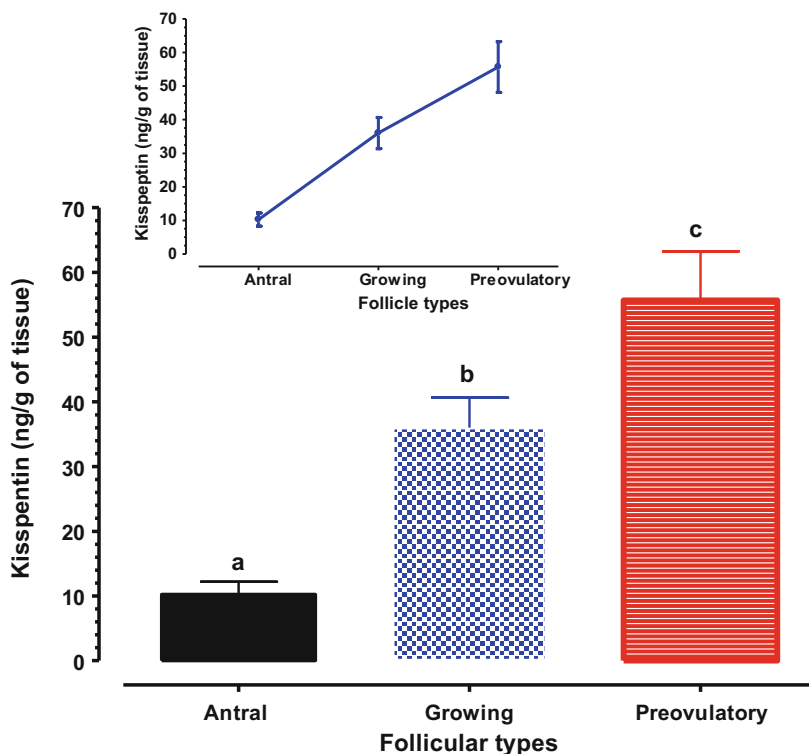 70
60
50
40
30
20
10
0
Kisspeptin (ng/g of tissue)
Antral Growing Preovulatory
Follicle types
70
60
50
40
30
20
10
0
Kisspentin (ng/g of tissue)
a
b
c
Antral Growing Preovulatory
Follicular types